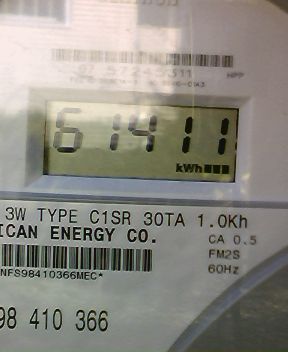 HPP
61411
kWh
3W TYPE C1SR 30TA 1.0Kh
ICAN ENERGY CO.
CA 0.5
FM2S
60Hz
NFS98410366MEC*
98 410 366